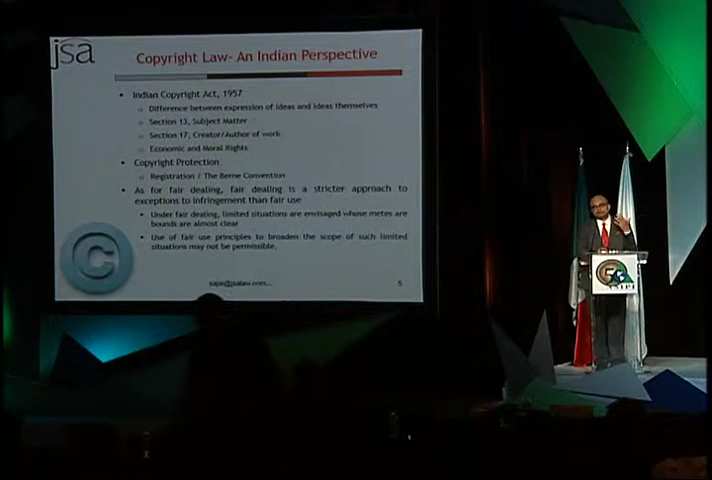 jsa
Copyright Law- An Indian Perspective
• Indian Copyright Act, 1957
Difference between expression of ideas and ideas themselves
Section 13, Subject Matter
Section 17, Creator/Author of work
Economic and Moral Rights
• Copyright Protection
Registration / The Berne Convention
• As for fair dealing, fair dealing is a stricter approach to
exceptions to infringement than fair use
• Under fair dealing, limited situations are envisaged whose metes are
bounds are almost clear
• Use of fair use principles to broaden the scope of such limited
situations may not be permissible.
©
5